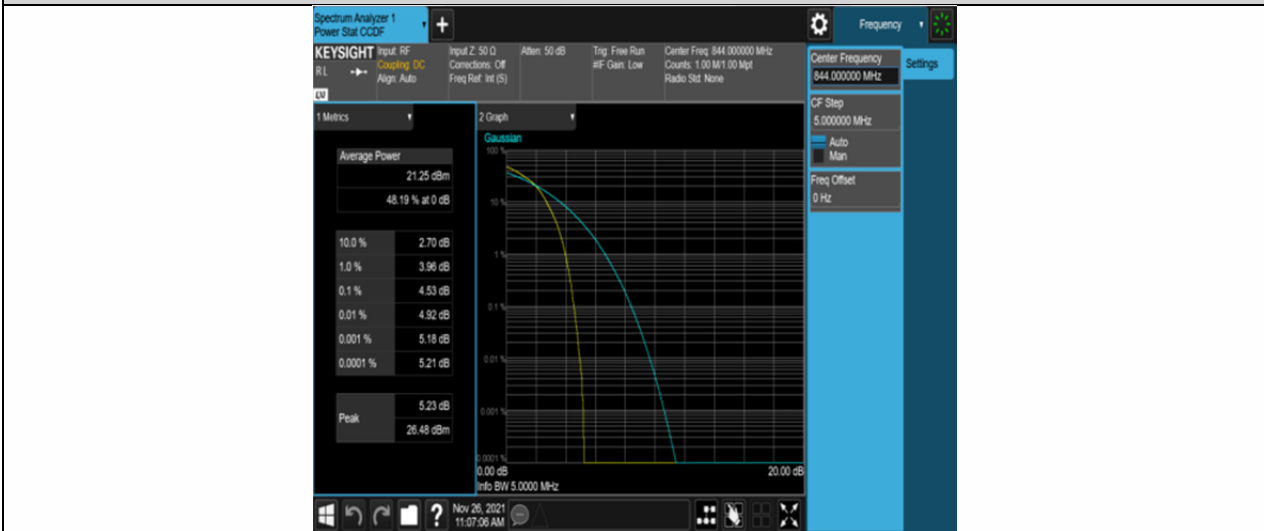 Spectrum Analyzer 1
Power Stat CCDF
+
Frequency
KEYSIGHT
Input: RF
Coupling: DC
Align: Auto
Input Z: 50 Ω
Corrections: Off
Freq Ref: Int (S)
Atten: 50 dB
Trig: Free Run
#IF Gain: Low
Center Freq: 844.000000 MHz
Counts: 1.00 M/1.00 Mpt
Radio Std: None
RL
Center Frequency
844.000000 MHz
Settings
CF Step
5.000000 MHz
Auto
Man
Freq Offset
0 Hz
1 Metrics
Average Power
21.25 dBm
48.19 % at 0 dB
10.0 % 2.70 dB
1.0 % 3.96 dB
0.1 % 4.53 dB
0.01 % 4.92 dB
0.001 % 5.18 dB
0.0001 % 5.21 dB
Peak
5.23 dB
26.48 dBm
2 Graph
Gaussian
100 %
10 %
1 %
0.1 %
0.01 %
0.001 %
0.0001 %
0.00 dB 20.00 dB
Info BW 5.0000 MHz
?
Nov 26, 2021
11:07:06 AM